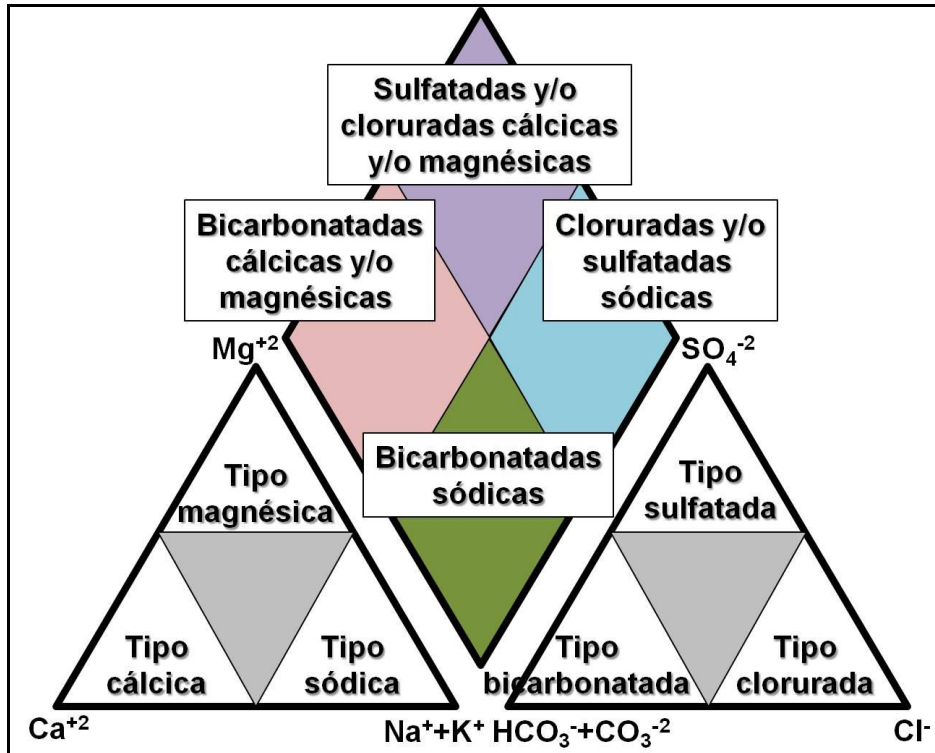 Sulfatadas y/o
cloruradas cálcicas
y/o magnésicas
Bicarbonatadas
cálcicas y/o
magnésicas
Cloruradas y/o
sulfatadas
sódicas
Mg⁺²
SO₄⁻²
Bicarbonatadas
sódicas
Tipo
magnésica
Tipo
sulfatada
Tipo
cálcica
Tipo
sódica
Tipo
bicarbonatada
Tipo
clorurada
Ca⁺²
Na⁺+K⁺
HCO₃⁻+CO₃⁻²
Cl⁻